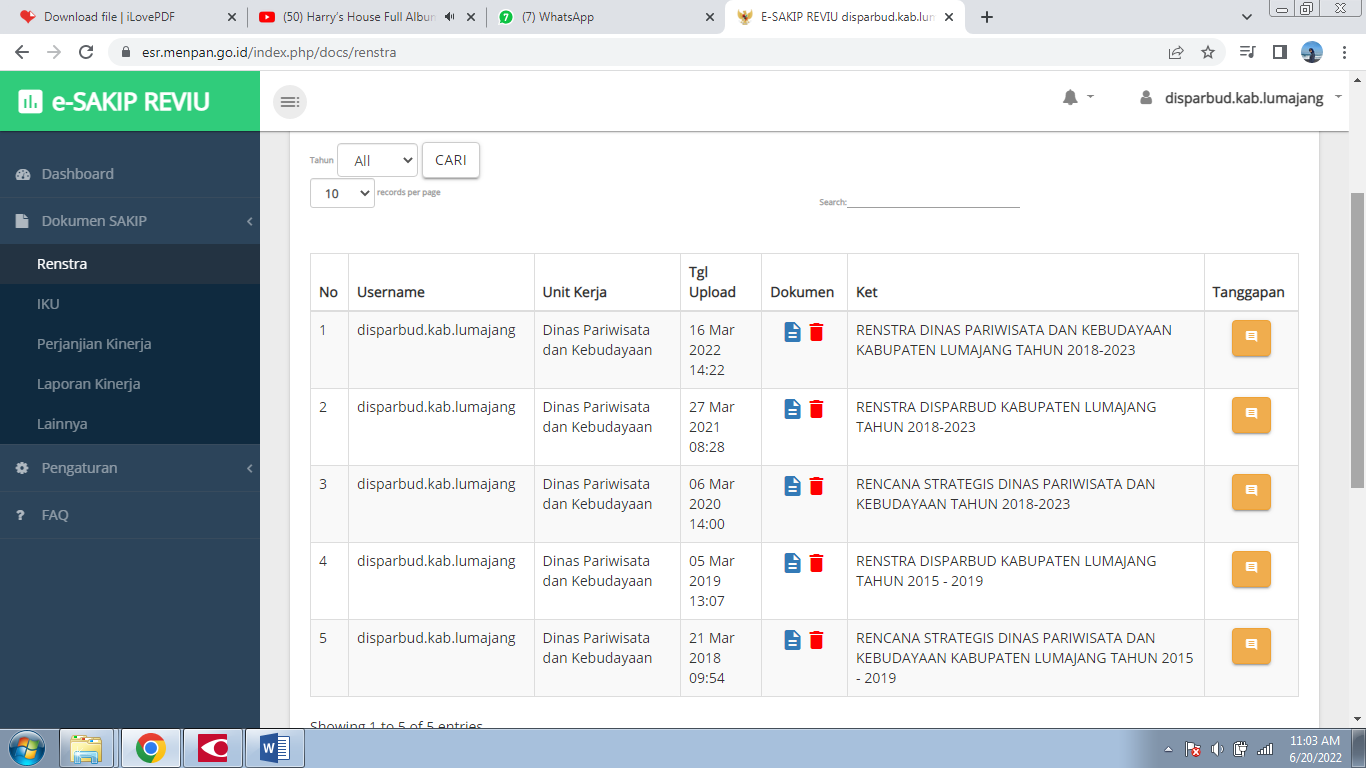 Download file | iLovePDF
(50) Harry's House Full Album
(7) WhatsApp
E-SAKIP REVIU disparbud.kab.lum
esr.menpan.go.id/index.php/docs/renstra
e-SAKIP REVIU
disparbud.kab.lumajang
Dashboard
Dokumen SAKIP
Renstra
IKU
Perjanjian Kinerja
Laporan Kinerja
Lainnya
Pengaturan
FAQ
Tahun All CARI
10 records per page
Search:
No Username Unit Kerja Tgl Upload Dokumen Ket Tanggapan
1 disparbud.kab.lumajang Dinas Pariwisata dan Kebudayaan 16 Mar 2022 14:22 RENSTRA DINAS PARIWISATA DAN KEBUDAYAAN KABUPATEN LUMAJANG TAHUN 2018-2023
2 disparbud.kab.lumajang Dinas Pariwisata dan Kebudayaan 27 Mar 2021 08:28 RENSTRA DISPARBUD KABUPATEN LUMAJANG TAHUN 2018-2023
3 disparbud.kab.lumajang Dinas Pariwisata dan Kebudayaan 06 Mar 2020 14:00 RENCANA STRATEGIS DINAS PARIWISATA DAN KEBUDAYAAN TAHUN 2018-2023
4 disparbud.kab.lumajang Dinas Pariwisata dan Kebudayaan 05 Mar 2019 13:07 RENSTRA DISPARBUD KABUPATEN LUMAJANG TAHUN 2015 - 2019
5 disparbud.kab.lumajang Dinas Pariwisata dan Kebudayaan 21 Mar 2018 09:54 RENCANA STRATEGIS DINAS PARIWISATA DAN KEBUDAYAAN KABUPATEN LUMAJANG TAHUN 2015 - 2019
Showing 1 to 5 of 5 entries
11:03 AM
6/20/2022